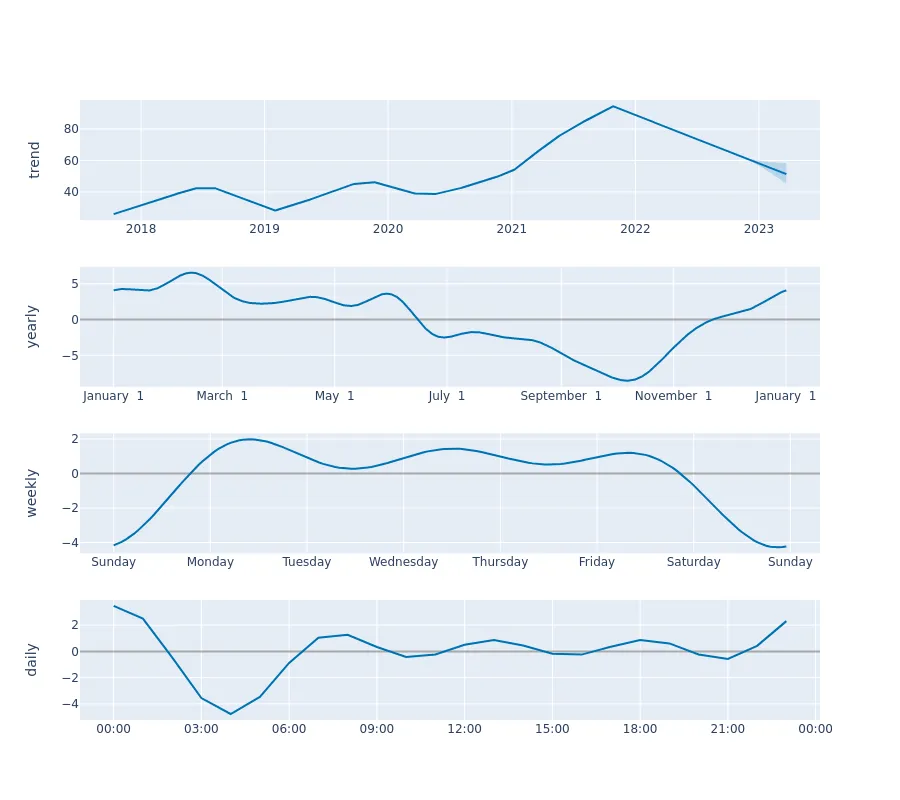 trend
80
60
40
2018 2019 2020 2021 2022 2023
yearly
5
0
−5
January 1 March 1 May 1 July 1 September 1 November 1 January 1
weekly
2
0
−2
−4
Sunday Monday Tuesday Wednesday Thursday Friday Saturday Sunday
daily
2
0
−2
−4
00:00 03:00 06:00 09:00 12:00 15:00 18:00 21:00 00:00